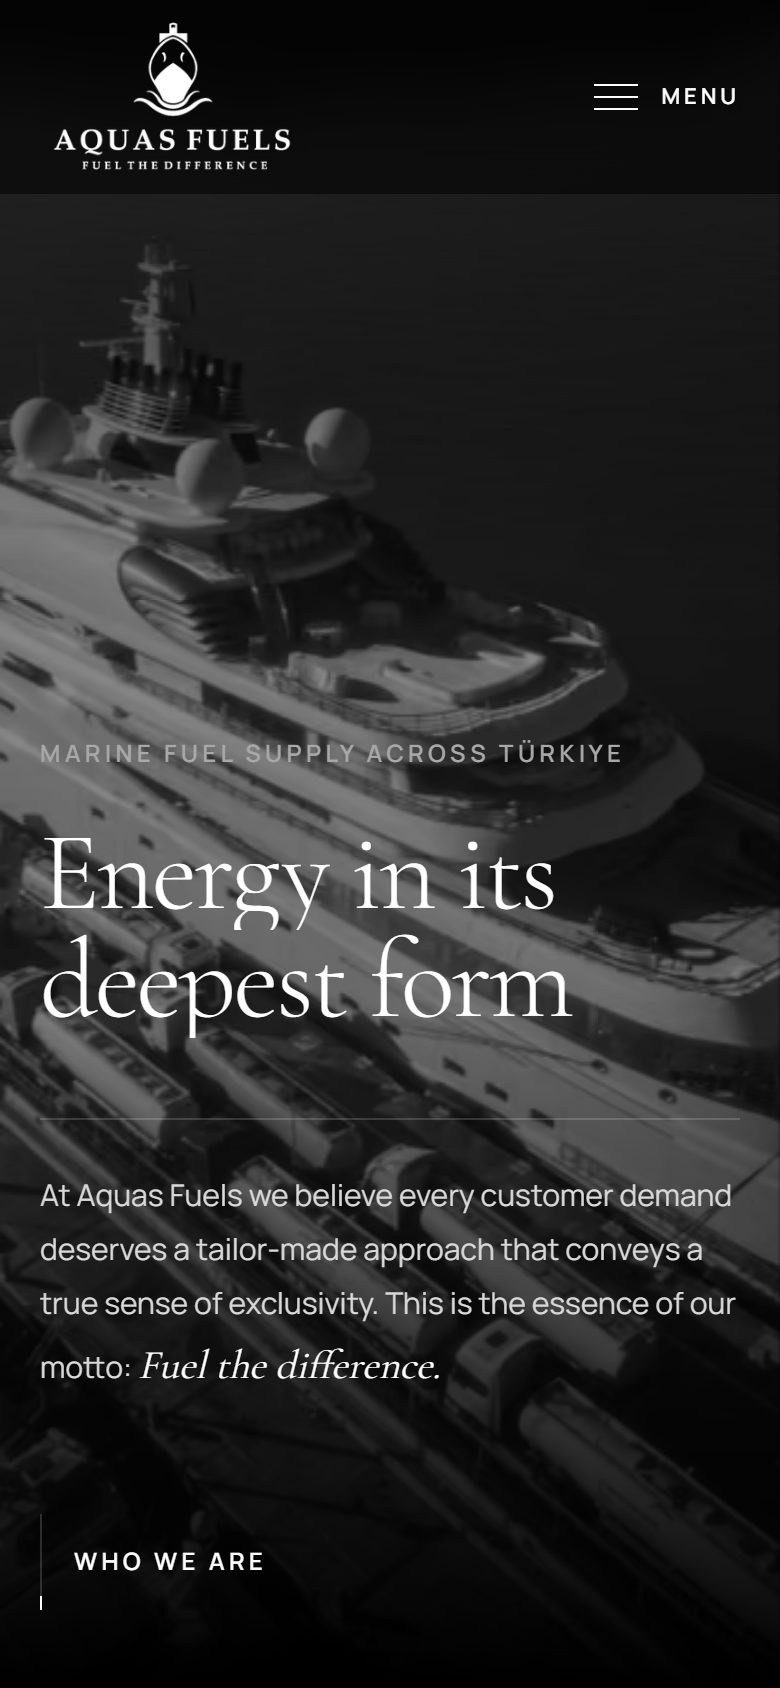 AQUAS FUELS
FUEL THE DIFFERENCE
MENU
MARINE FUEL SUPPLY ACROSS TÜRKIYE
Energy in its
deepest form
At Aquas Fuels we believe every customer demand
deserves a tailor-made approach that conveys a
true sense of exclusivity. This is the essence of our
motto: Fuel the difference.
WHO WE ARE